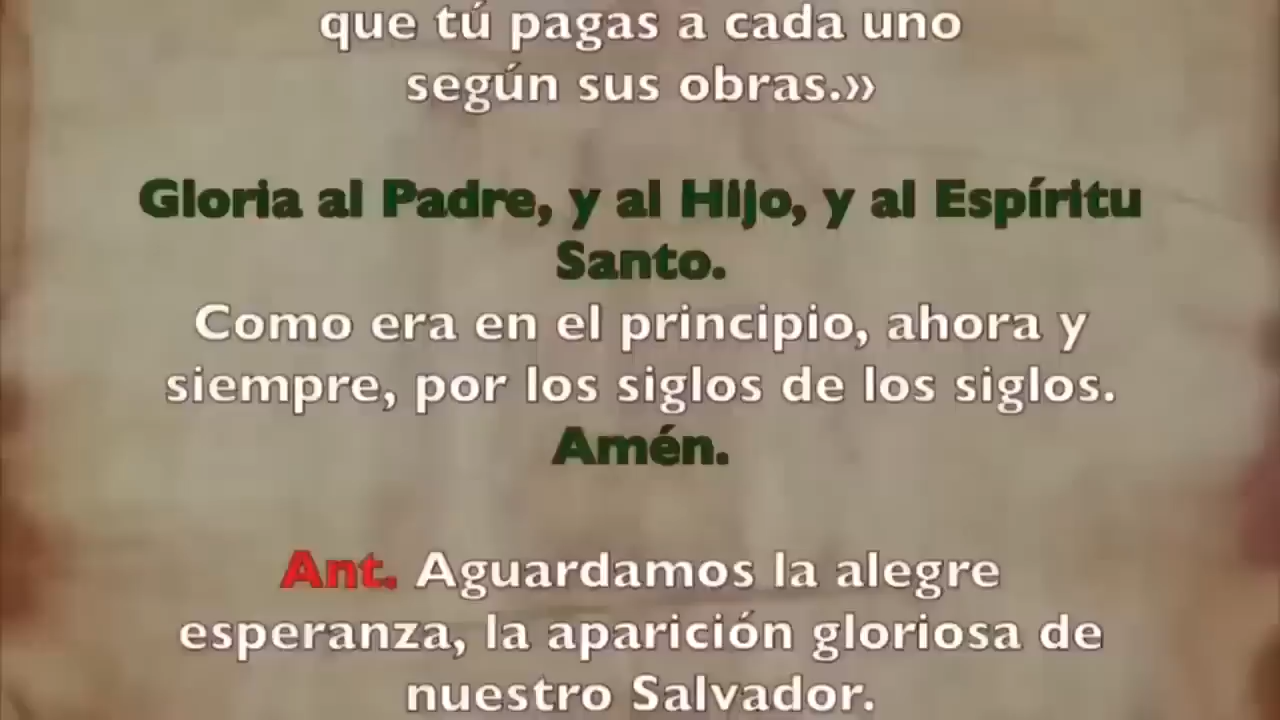 que tú pagas a cada uno
según sus obras.»
Gloria al Padre, y al Hijo, y al Espíritu
Santo.
Como era en el principio, ahora y
siempre, por los siglos de los siglos.
Amén.
Ant. Aguardamos la alegre
esperanza, la aparición gloriosa de
nuestro Salvador.